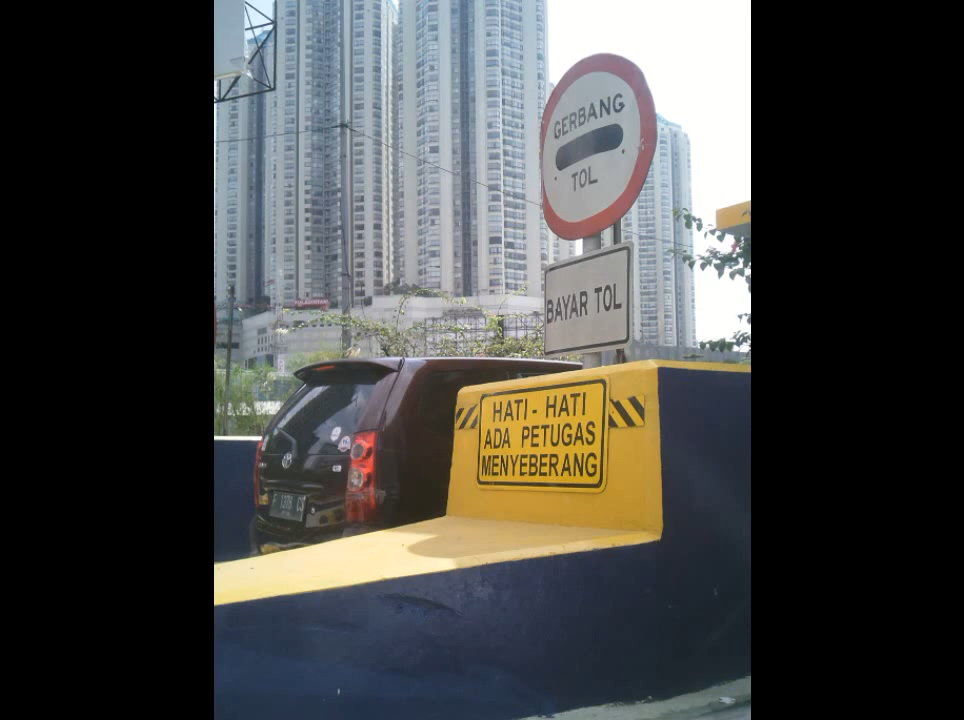 GERBANG
TOL
BAYAR TOL
HATI - HATI
ADA PETUGAS
MENYEBERANG